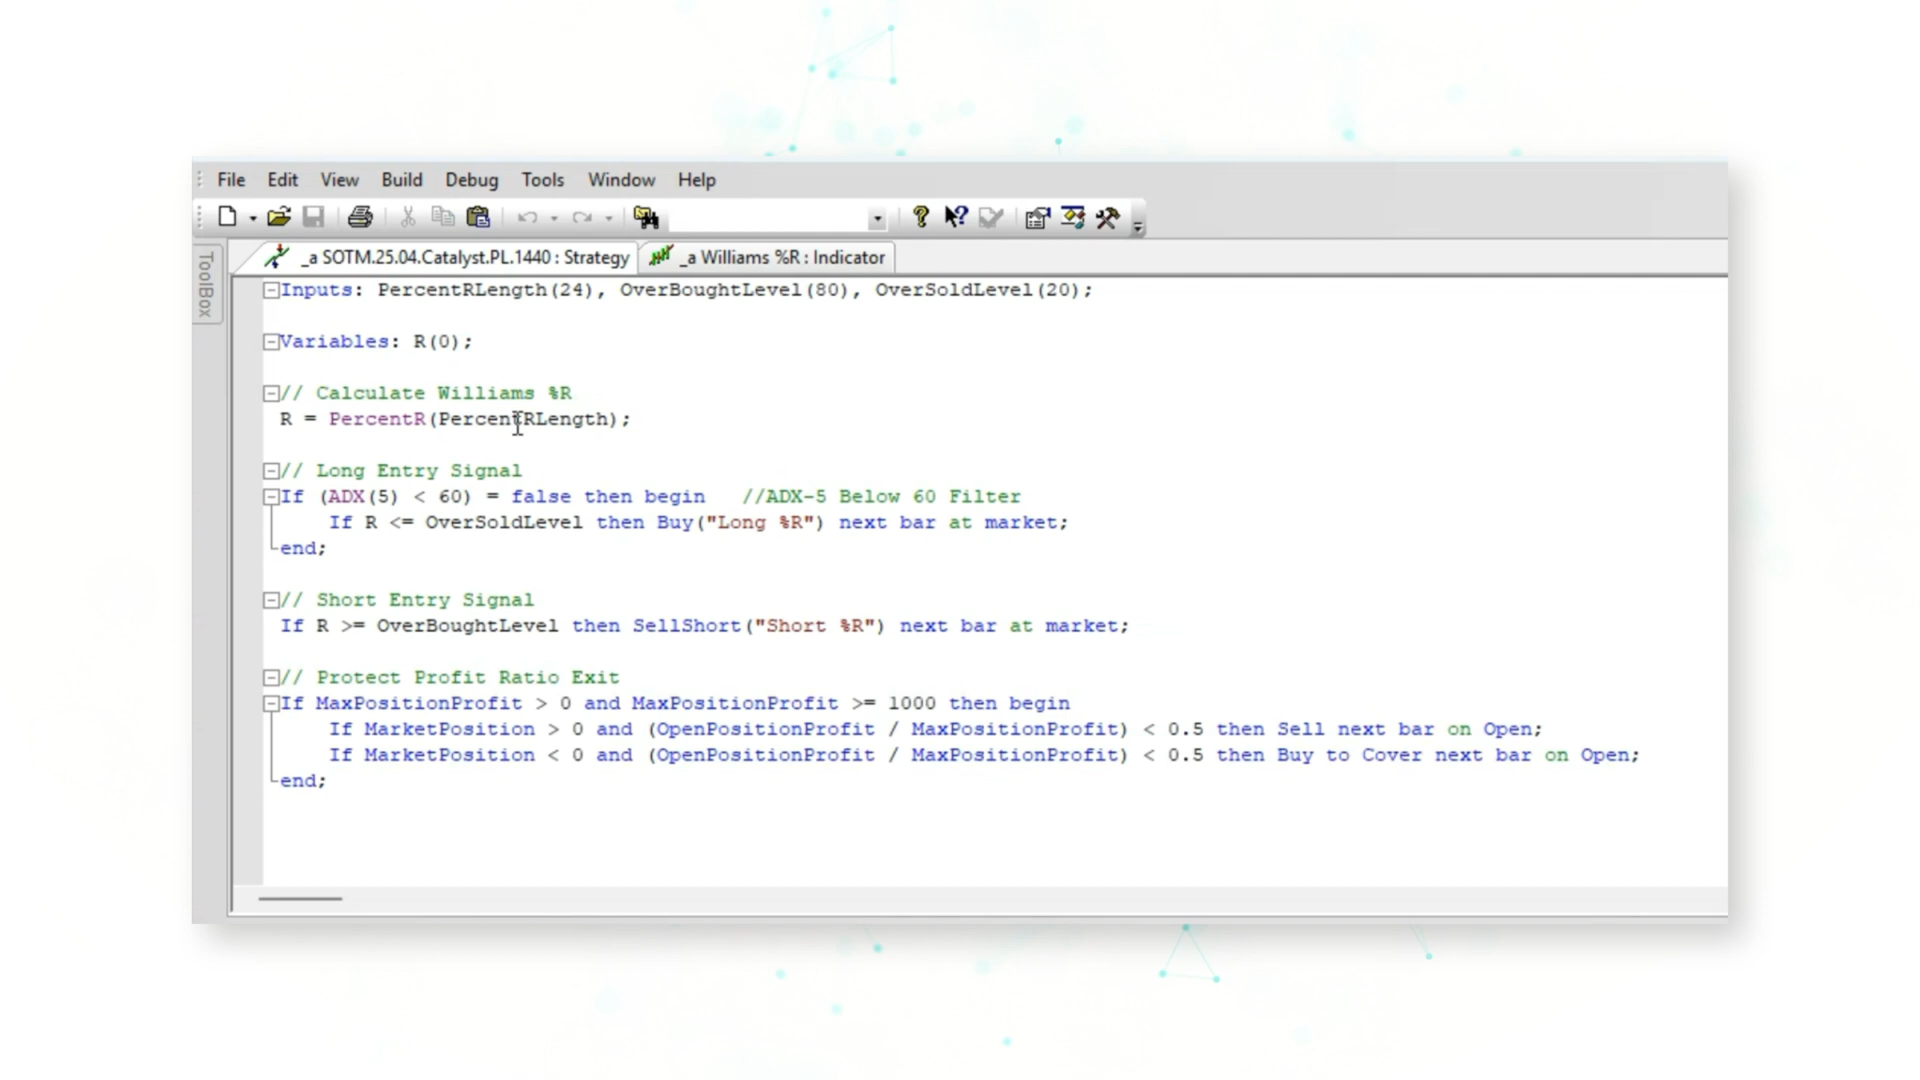 File Edit View Build Debug Tools Window Help
ToolBox
_a SOTM.25.04.Catalyst.PL.1440 : Strategy _a Williams %R : Indicator
Inputs: PercentRLength(24), OverBoughtLevel(80), OverSoldLevel(20);
Variables: R(0);
// Calculate Williams %R
R = PercentR(PercentRLength);
// Long Entry Signal
If (ADX(5) < 60) = false then begin //ADX-5 Below 60 Filter
If R <= OverSoldLevel then Buy("Long %R") next bar at market;
end;
// Short Entry Signal
If R >= OverBoughtLevel then SellShort("Short %R") next bar at market;
// Protect Profit Ratio Exit
If MaxPositionProfit > 0 and MaxPositionProfit >= 1000 then begin
If MarketPosition > 0 and (OpenPositionProfit / MaxPositionProfit) < 0.5 then Sell next bar on Open;
If MarketPosition < 0 and (OpenPositionProfit / MaxPositionProfit) < 0.5 then Buy to Cover next bar on Open;
end;